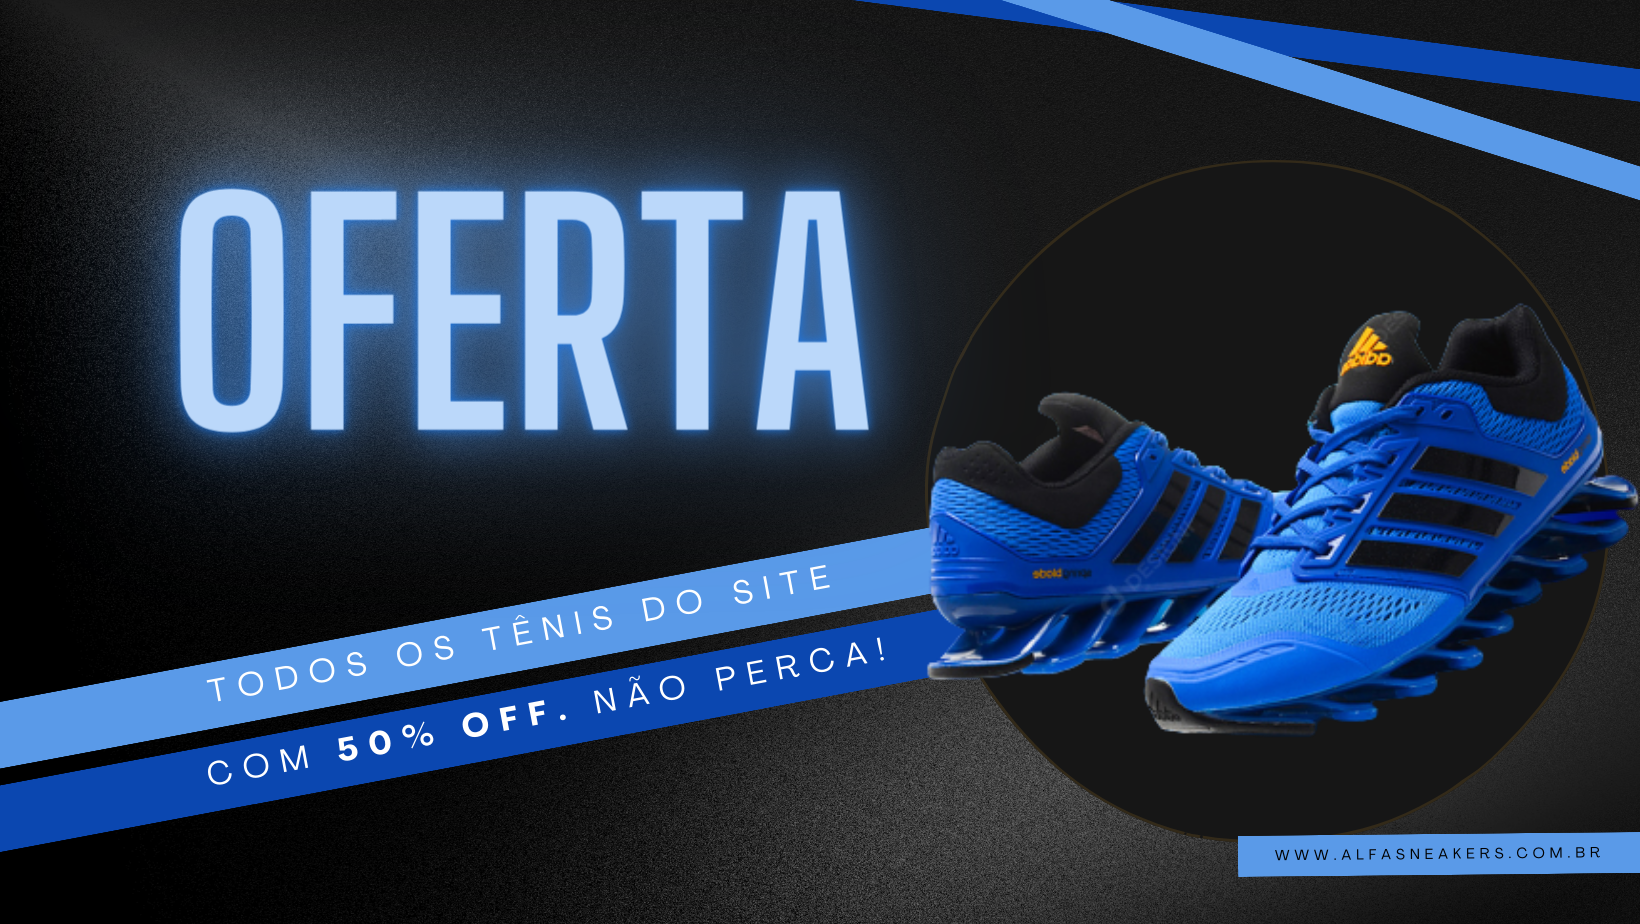 OFERTA
TODOS OS TÊNIS DO SITE
COM 50% OFF. NÃO PERCA!
WWW.ALFASNEAKERS.COM.BR